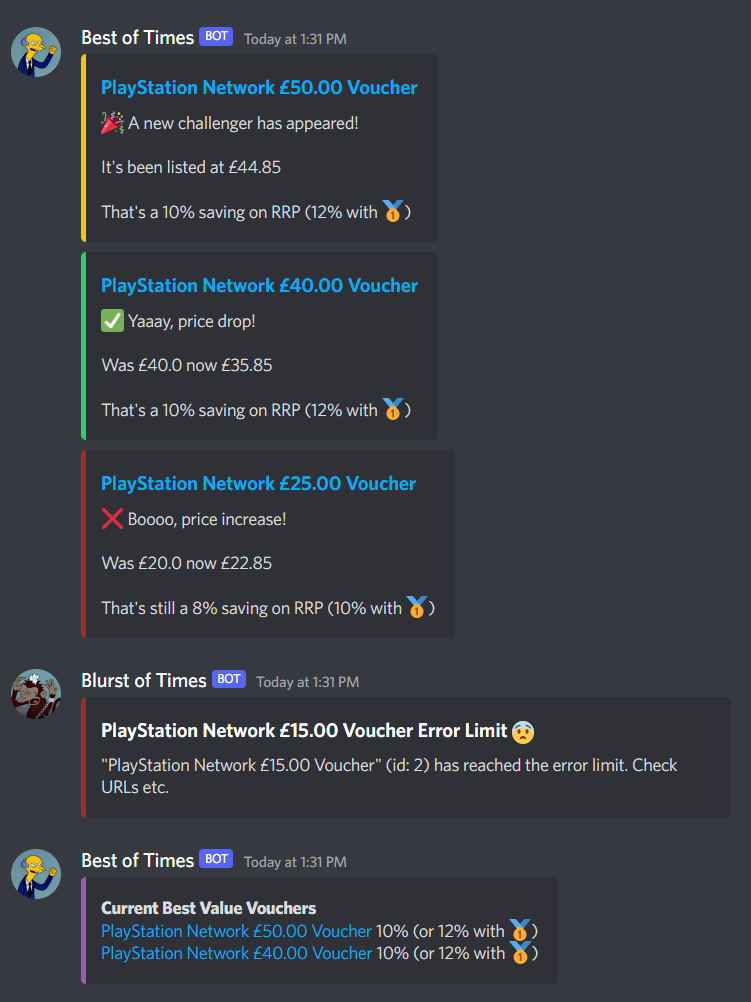 Best of Times BOT Today at 1:31 PM
PlayStation Network £50.00 Voucher
🎉 A new challenger has appeared!
It's been listed at £44.85
That's a 10% saving on RRP (12% with 🥇)
PlayStation Network £40.00 Voucher
✅ Yaaay, price drop!
Was £40.0 now £35.85
That's a 10% saving on RRP (12% with 🥇)
PlayStation Network £25.00 Voucher
❌ Boooo, price increase!
Was £20.0 now £22.85
That's still a 8% saving on RRP (10% with 🥇)
Blurst of Times BOT Today at 1:31 PM
PlayStation Network £15.00 Voucher Error Limit 😨
"PlayStation Network £15.00 Voucher" (id: 2) has reached the error limit. Check
URLs etc.
Best of Times BOT Today at 1:31 PM
Current Best Value Vouchers
PlayStation Network £50.00 Voucher 10% (or 12% with 🥇)
PlayStation Network £40.00 Voucher 10% (or 12% with 🥇)